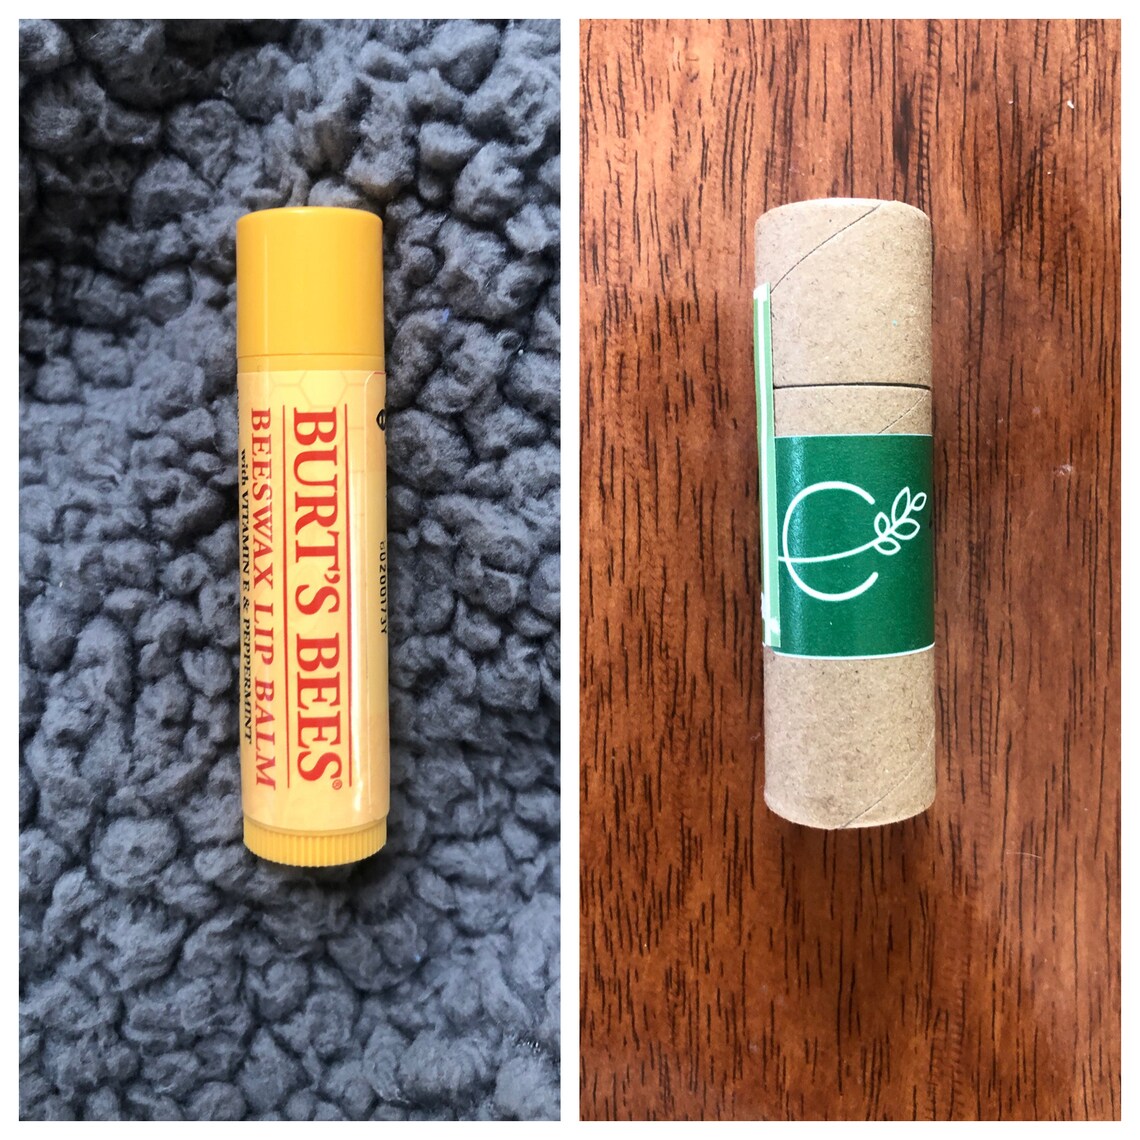 BURT'S BEES®
BEESWAX LIP BALM
with VITAMIN E & PEPPERMINT